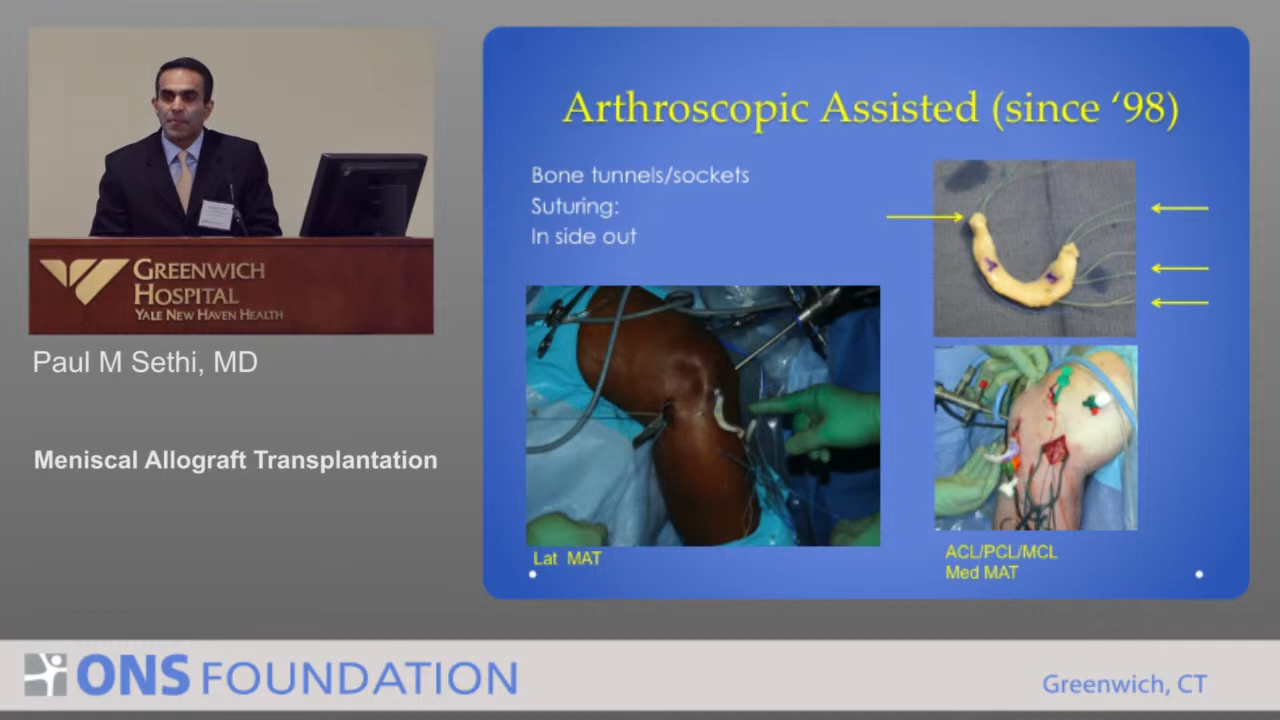 Arthroscopic Assisted (since ‘98)
Bone tunnels/sockets
Suturing:
In side out
Lat MAT
ACL/PCL/MCL
Med MAT
GREENWICH
HOSPITAL
YALE NEW HAVEN HEALTH
Paul M Sethi, MD
Meniscal Allograft Transplantation
ONS FOUNDATION
Greenwich, CT